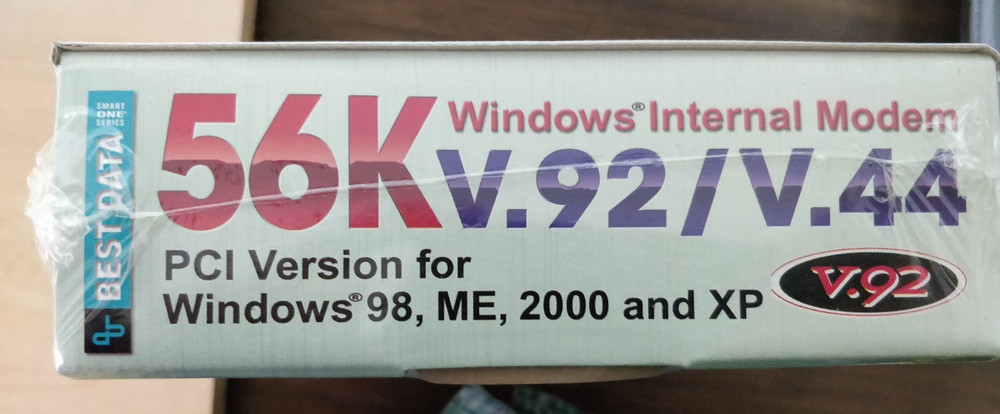 SMART
ONE®
SERIES
BEST DATA
56K
Windows® Internal Modem
V.92/V.44
PCI Version for
Windows® 98, ME, 2000 and XP
V.92